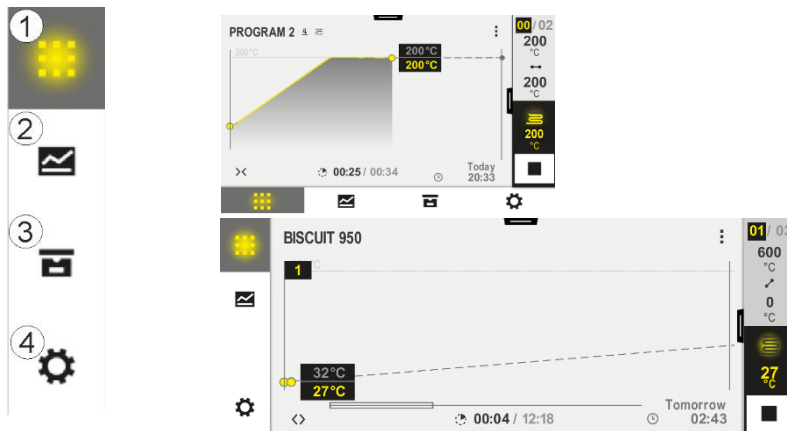 1
2
3
4
PROGRAM 2
200°C
200°C
200°C
00:25 / 00:34
Today
20:33
00 / 02
200
°C
200
°C
200
°C
BISCUIT 950
1
32°C
27°C
00:04 / 12:18
Tomorrow
02:43
01 / 03
600
°C
0
°C
27
°C